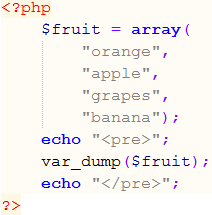 <?php
$fruit = array(
"orange",
"apple",
"grapes",
"banana");
echo "<pre>";
var_dump($fruit);
echo "</pre>";
?>